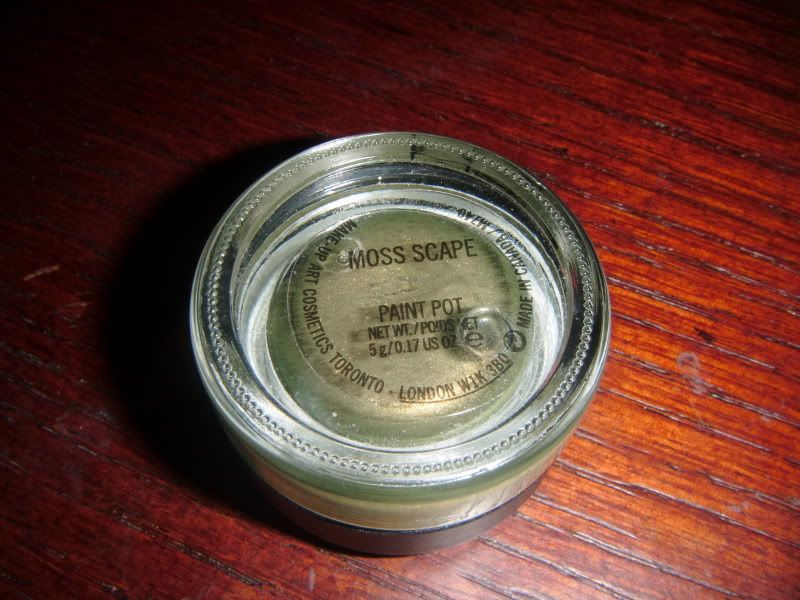 MOSS SCAPE
PAINT POT
NET WT./POIDS NET
5 g/0.17 US OZ
e
MAKE-UP ART COSMETICS TORONTO - LONDON W1K 3BQ
MADE IN CANADA